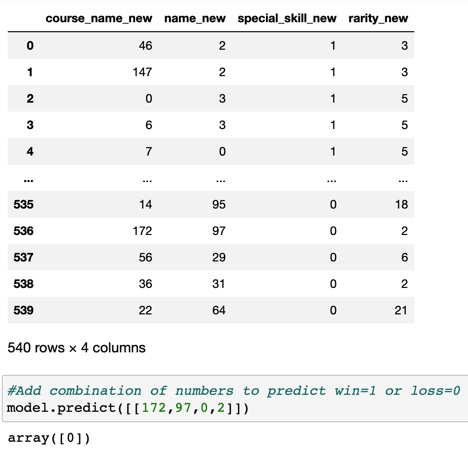 course_name_new name_new special_skill_new rarity_new
0 46 2 1 3
1 147 2 1 3
2 0 3 1 5
3 6 3 1 5
4 7 0 1 5
... ... ... ... ...
535 14 95 0 18
536 172 97 0 2
537 56 29 0 6
538 36 31 0 2
539 22 64 0 21
540 rows × 4 columns
#Add combination of numbers to predict win=1 or loss=0
model.predict([[172,97,0,2]])
array([0])